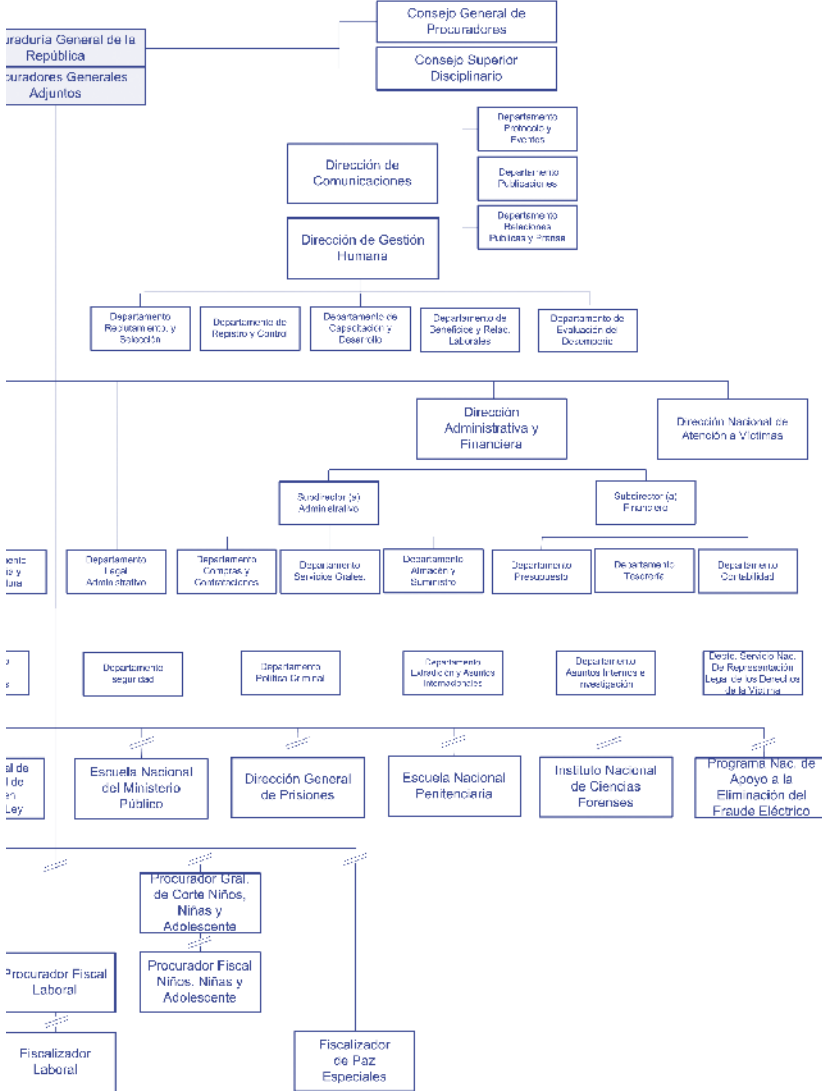 Consejo General de
Procuradores
uraduría General de la
República
Consejo Superior
Disciplinario
curadores Generales
Adjuntos
Departamento
Protocolo y
Eventos
Dirección de
Comunicaciones
Departamento
Publicaciones
Departamento
Relaciones
Publicas y Prensa
Dirección de Gestión
Humana
Departamento
Reclutamiento. y
Selección
Departamento de
Registro y Control
Departamento de
Capacitación y
Desarrollo
Departamento de
Beneficios y Relac.
Laborales
Departamento de
Evaluación del
Desempeño
Dirección
Administrativa y
Financiera
Dirección Nacional de
Atención a Víctimas
Subdirector (a)
Administrativo
Subdirector (a)
Financiero
Departamento
Legal
Administrativo
Departamento
Compras y
Contrataciones
Departamento
Servicios Grales.
Departamento
Almacén y
Suministro
Departamento
Presupuesto
Departamento
Tesorería
Departamento
Contabilidad
Departamento
seguridad
Departamento
Política Criminal
Departamento
Extradición y Asuntos
Internacionales
Departamento
Asuntos Internos e
Investigación
Depto. Servicio Nac.
De Representación
Legal de los Derechos
de la Víctima
al de
l de
en
Ley
Escuela Nacional
del Ministerio
Público
Dirección General
de Prisiones
Escuela Nacional
Penitenciaria
Instituto Nacional
de Ciencias
Forenses
Programa Nac. de
Apoyo a la
Eliminación del
Fraude Eléctrico
Procurador Gral.
de Corte Niños,
Niñas y
Adolescente
Procurador Fiscal
Laboral
Procurador Fiscal
Niños. Niñas y
Adolescente
Fiscalizador
Laboral
Fiscalizador
de Paz
Especiales